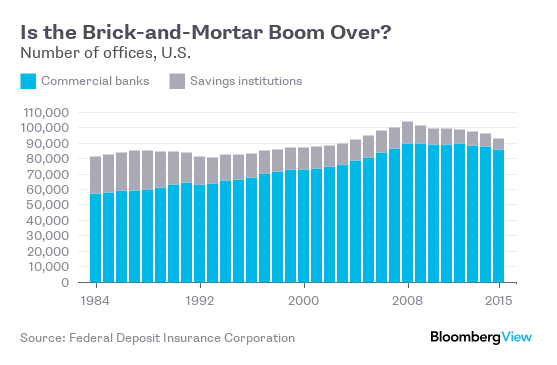 Is the Brick-and-Mortar Boom Over?
Number of offices, U.S.
Commercial banks Savings institutions
110,000
100,000
90,000
80,000
70,000
60,000
50,000
40,000
30,000
20,000
10,000
0
1984 1992 2000 2008 2015
Source: Federal Deposit Insurance Corporation
BloombergView